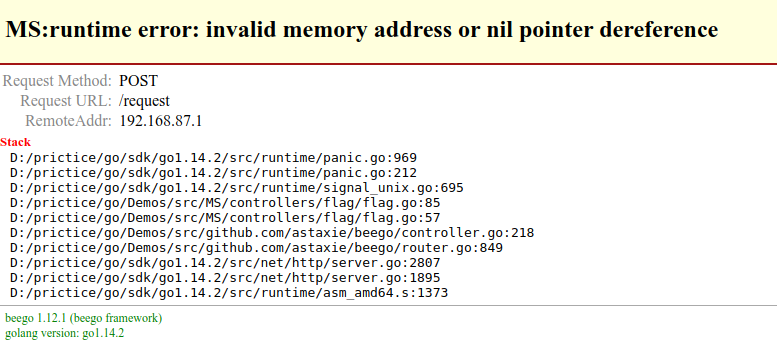 MS:runtime error: invalid memory address or nil pointer dereference
Request Method: POST
Request URL: /request
RemoteAddr: 192.168.87.1
Stack
D:/prictice/go/sdk/go1.14.2/src/runtime/panic.go:969
D:/prictice/go/sdk/go1.14.2/src/runtime/panic.go:212
D:/prictice/go/sdk/go1.14.2/src/runtime/signal_unix.go:695
D:/prictice/go/Demos/src/MS/controllers/flag/flag.go:85
D:/prictice/go/Demos/src/MS/controllers/flag/flag.go:57
D:/prictice/go/Demos/src/github.com/astaxie/beego/controller.go:218
D:/prictice/go/Demos/src/github.com/astaxie/beego/router.go:849
D:/prictice/go/sdk/go1.14.2/src/net/http/server.go:2807
D:/prictice/go/sdk/go1.14.2/src/net/http/server.go:1895
D:/prictice/go/sdk/go1.14.2/src/runtime/asm_amd64.s:1373
beego 1.12.1 (beego framework)
golang version: go1.14.2